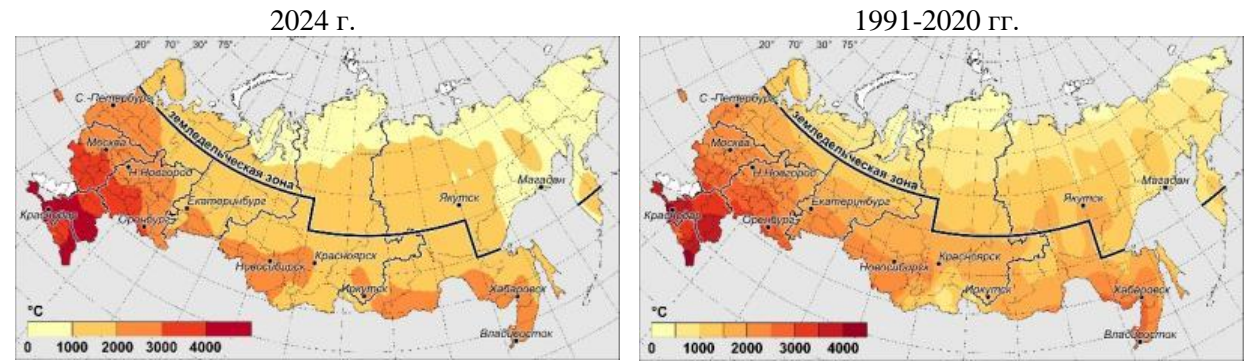 2024 г.
20° 70° 30° 75°
С.-Петербург
земледельческая зона
Москва
Н.Новгород
Магадан
Якутск
Екатеринбург
Краснодар
Оренбург
Красноярск
Новосибирск
Иркутск
Хабаровск
Владивосток
°C
0 1000 2000 3000 4000
1991-2020 гг.
20° 70° 30° 75°
С.-Петербург
земледельческая зона
Москва
Н.Новгород
Магадан
Якутск
Екатеринбург
Краснодар
Оренбург
Красноярск
Новосибирск
Иркутск
Хабаровск
Владивосток
°C
0 1000 2000 3000 4000